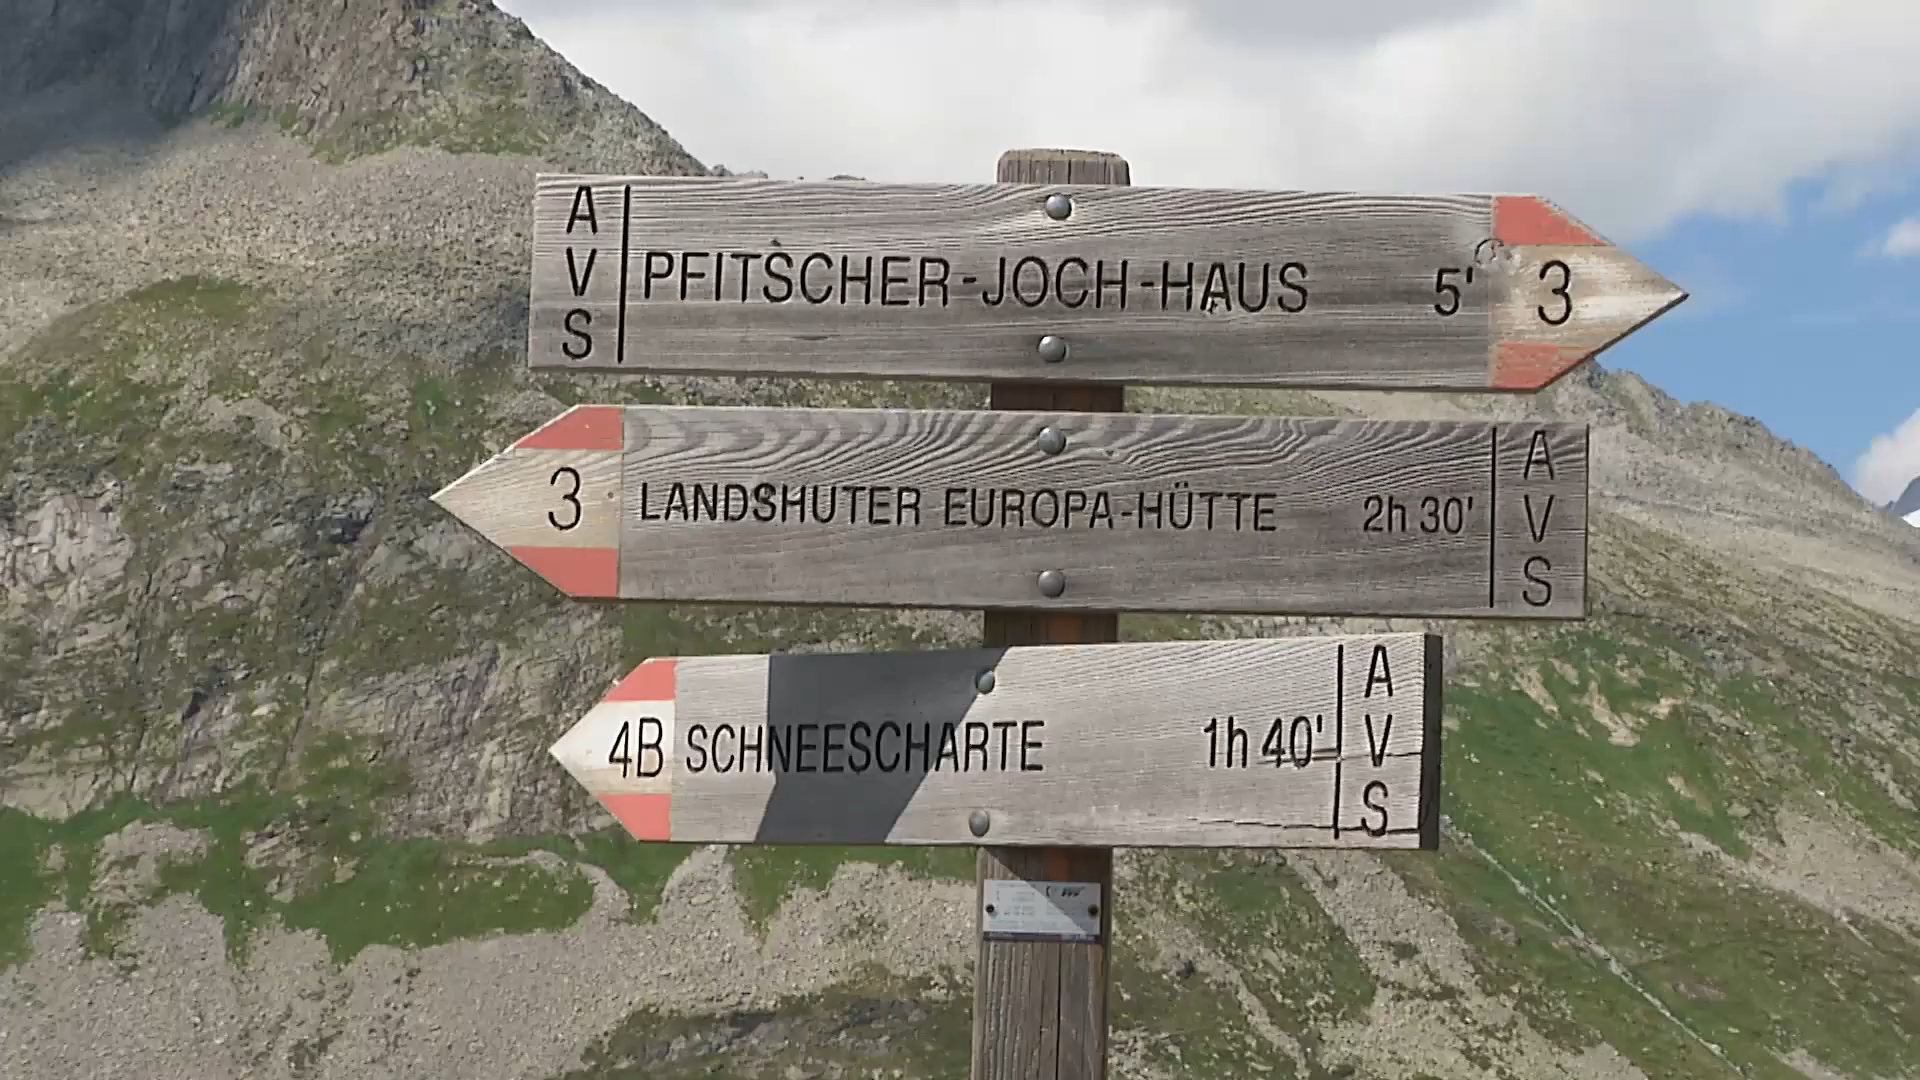 AVS PFITSCHER-JOCH-HAUS 5' 3
3 LANDSHUTER EUROPA-HÜTTE 2h 30' AVS
4B SCHNEESCHARTE 1h 40' AVS